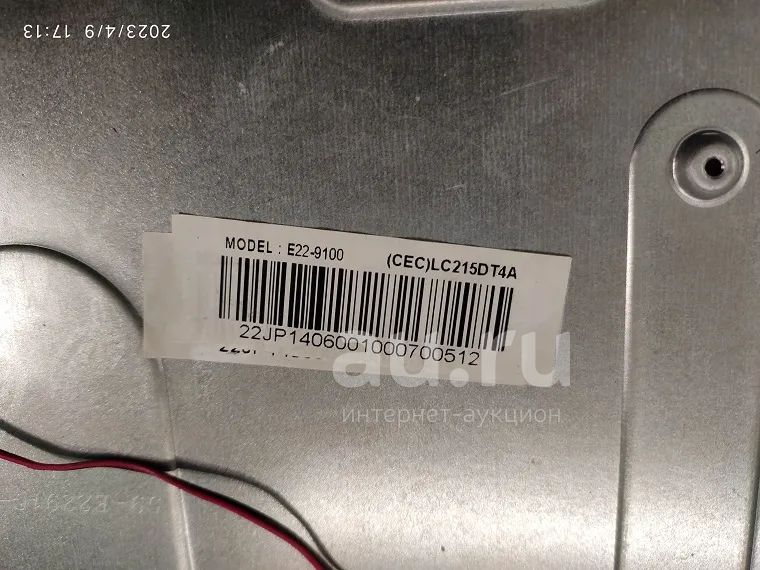 2023/4/9 17:13
MODEL : E22-9100 (CEC)LC215DT4A
22JP1406001000700512
au.ru
интернет-аукцион